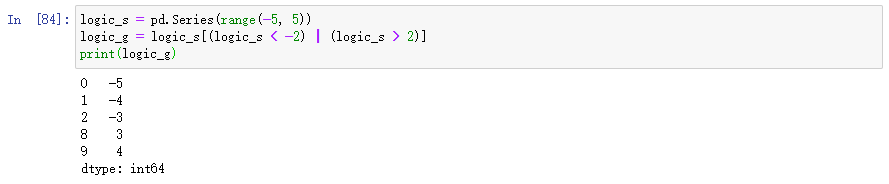 In [84]: logic_s = pd.Series(range(-5, 5))
logic_g = logic_s[(logic_s < -2) | (logic_s > 2)]
print(logic_g)
0   -5
1   -4
2   -3
8    3
9    4
dtype: int64